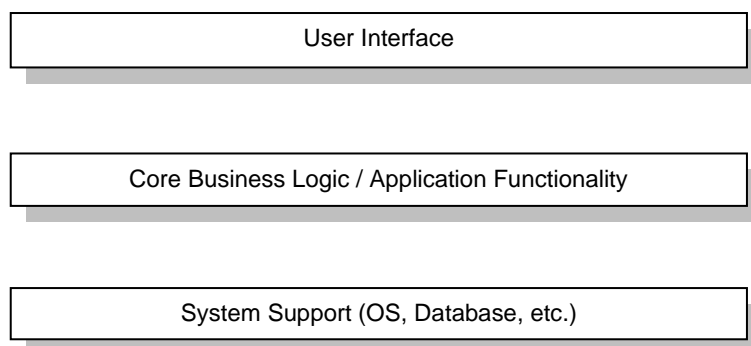 User Interface
Core Business Logic / Application Functionality
System Support (OS, Database, etc.)